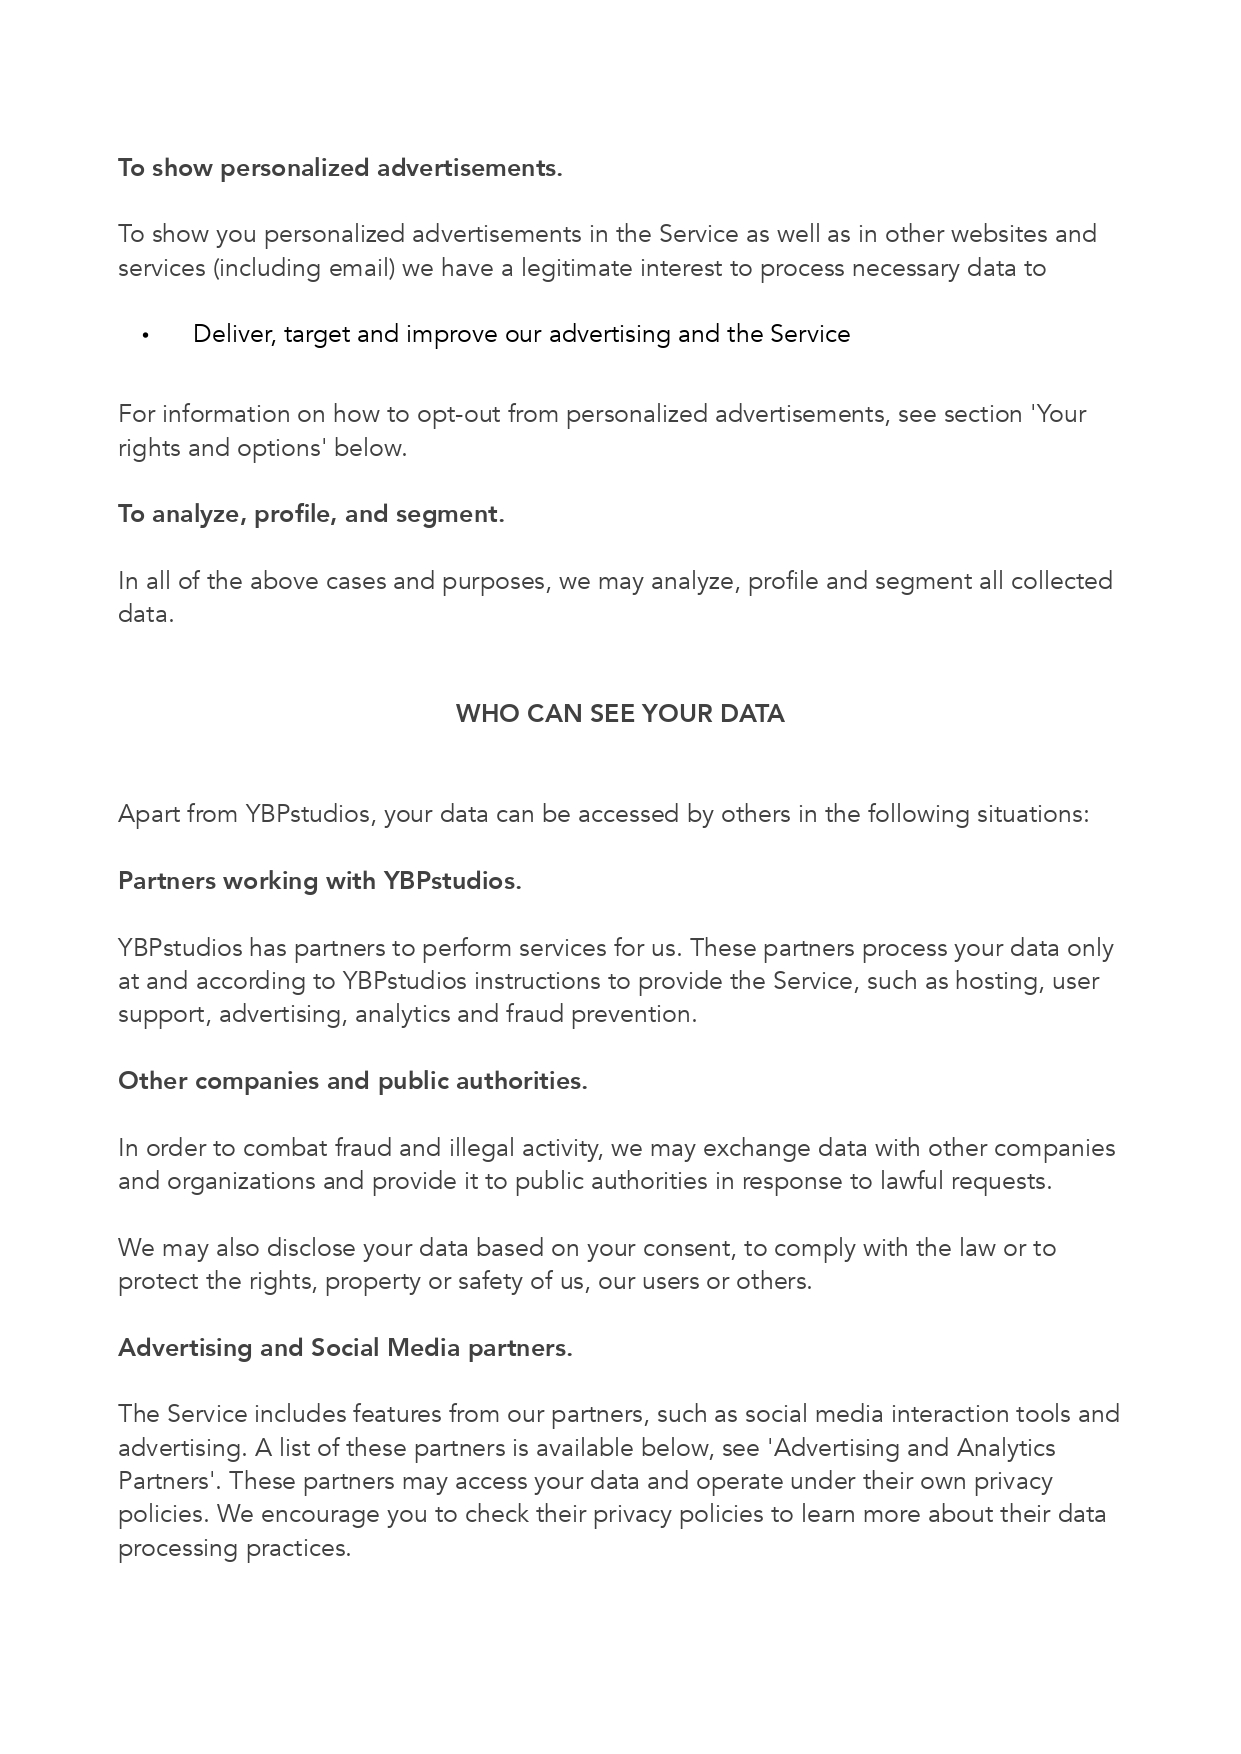 To show personalized advertisements.
To show you personalized advertisements in the Service as well as in other websites and
services (including email) we have a legitimate interest to process necessary data to
• Deliver, target and improve our advertising and the Service
For information on how to opt-out from personalized advertisements, see section 'Your
rights and options' below.
To analyze, profile, and segment.
In all of the above cases and purposes, we may analyze, profile and segment all collected
data.
WHO CAN SEE YOUR DATA
Apart from YBPstudios, your data can be accessed by others in the following situations:
Partners working with YBPstudios.
YBPstudios has partners to perform services for us. These partners process your data only
at and according to YBPstudios instructions to provide the Service, such as hosting, user
support, advertising, analytics and fraud prevention.
Other companies and public authorities.
In order to combat fraud and illegal activity, we may exchange data with other companies
and organizations and provide it to public authorities in response to lawful requests.
We may also disclose your data based on your consent, to comply with the law or to
protect the rights, property or safety of us, our users or others.
Advertising and Social Media partners.
The Service includes features from our partners, such as social media interaction tools and
advertising. A list of these partners is available below, see 'Advertising and Analytics
Partners'. These partners may access your data and operate under their own privacy
policies. We encourage you to check their privacy policies to learn more about their data
processing practices.